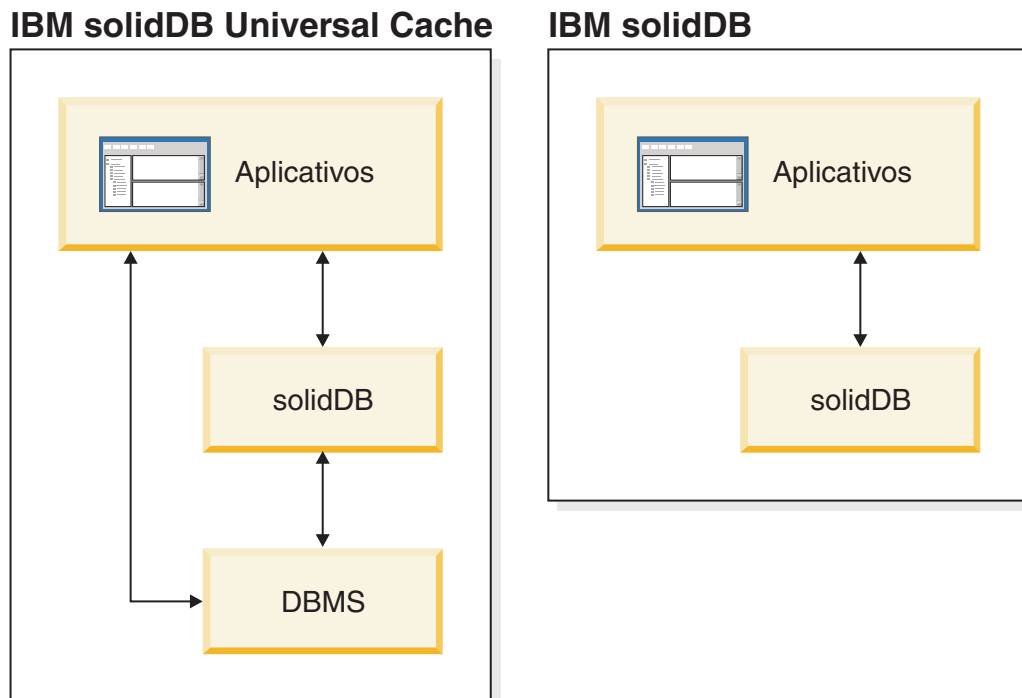 IBM solidDB Universal Cache
Aplicativos
solidDB
DBMS
IBM solidDB
Aplicativos
solidDB